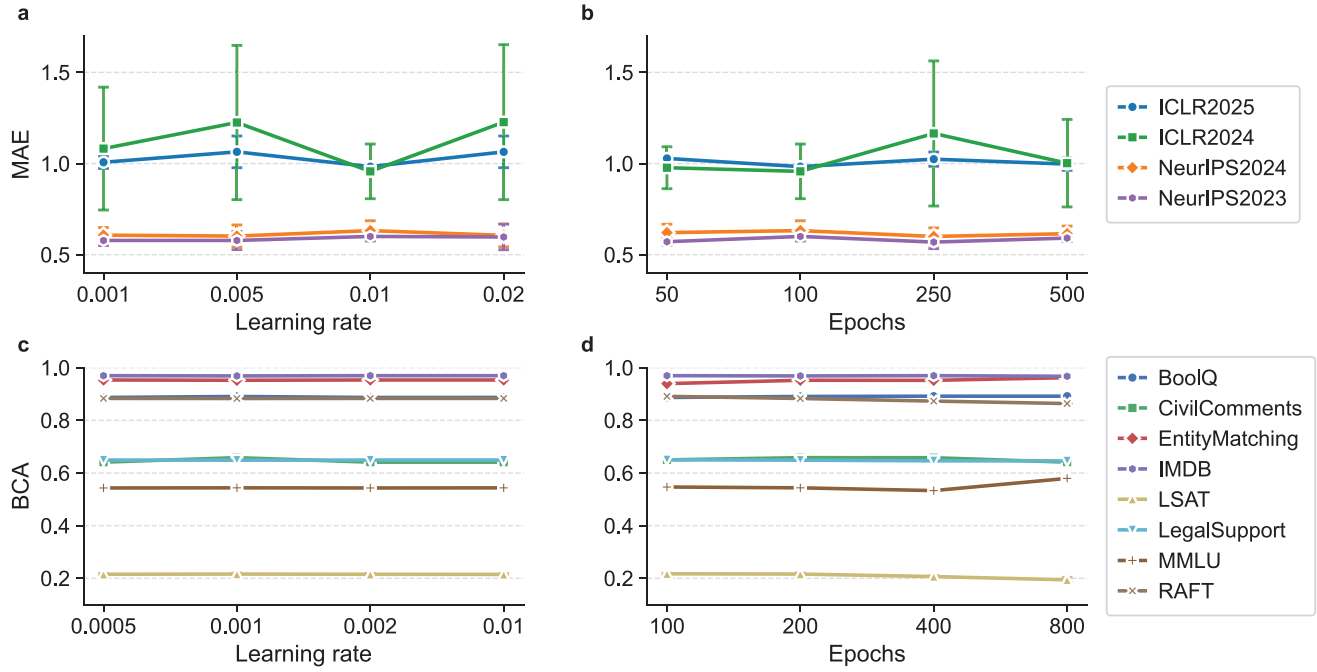 a
MAE
1.5
1.0
0.5
0.001
0.005
0.01
0.02
Learning rate
b
1.5
1.0
0.5
50
100
250
500
Epochs
ICLR2025
ICLR2024
NeurIPS2024
NeurIPS2023
c
BCA
1.0
0.8
0.6
0.4
0.2
0.0005
0.001
0.002
0.01
Learning rate
d
1.0
0.8
0.6
0.4
0.2
100
200
400
800
Epochs
BoolQ
CivilComments
EntityMatching
IMDB
LSAT
LegalSupport
MMLU
RAFT